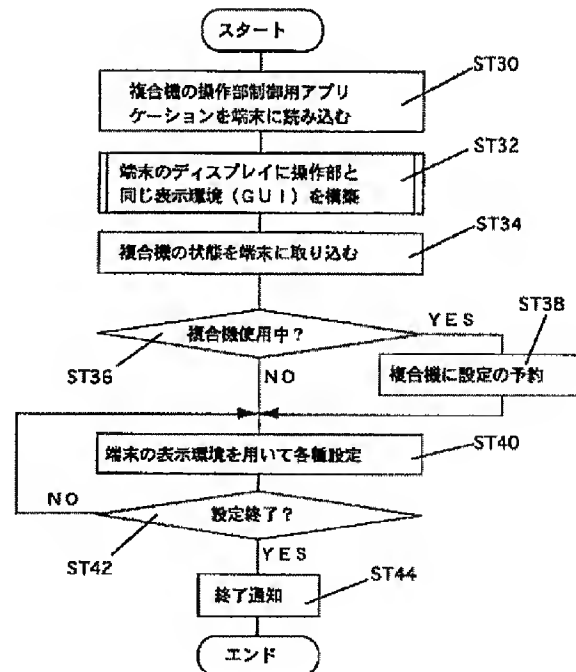 スタート
ST30
複合機の操作部制御用アプリ
ケーションを端末に読み込む
ST32
端末のディスプレイに操作部と
同じ表示環境(GUI)を構築
ST34
複合機の状態を端末に取り込む
複合機使用中?
YES
ST38
ST36
NO
複合機に設定の予約
端末の表示環境を用いて各種設定
ST40
NO
設定終了?
ST42
YES
ST44
終了通知
エンド